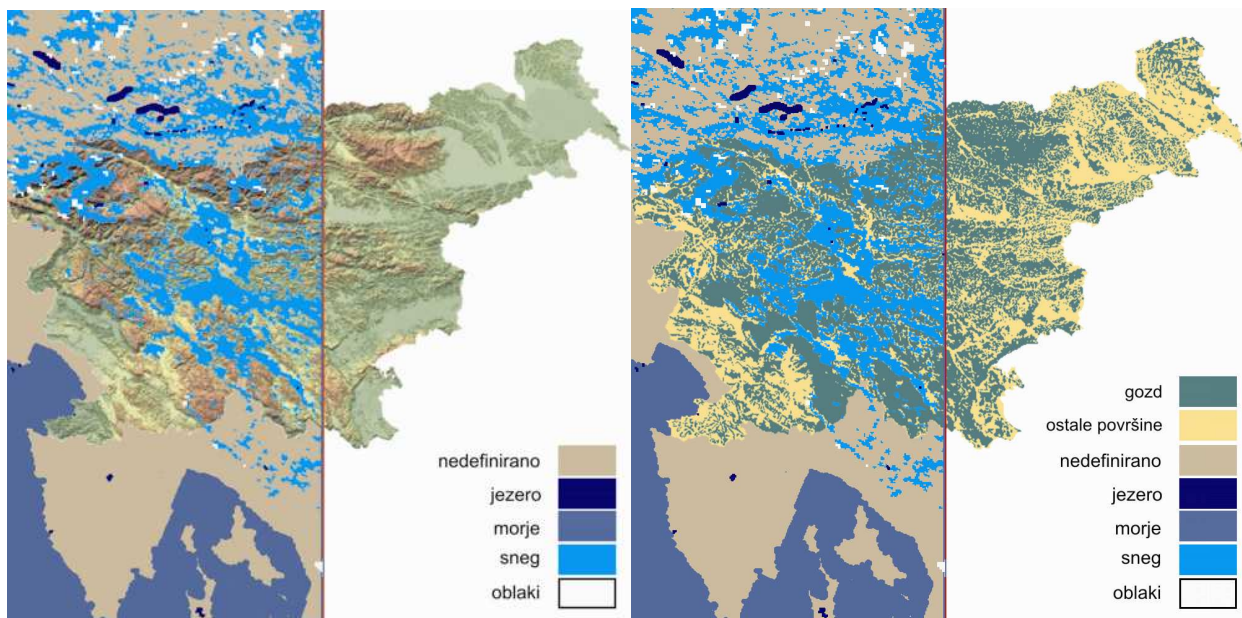 nedefinirano
jezero
morje
sneg
oblaki
gozd
ostale površine
nedefinirano
jezero
morje
sneg
oblaki